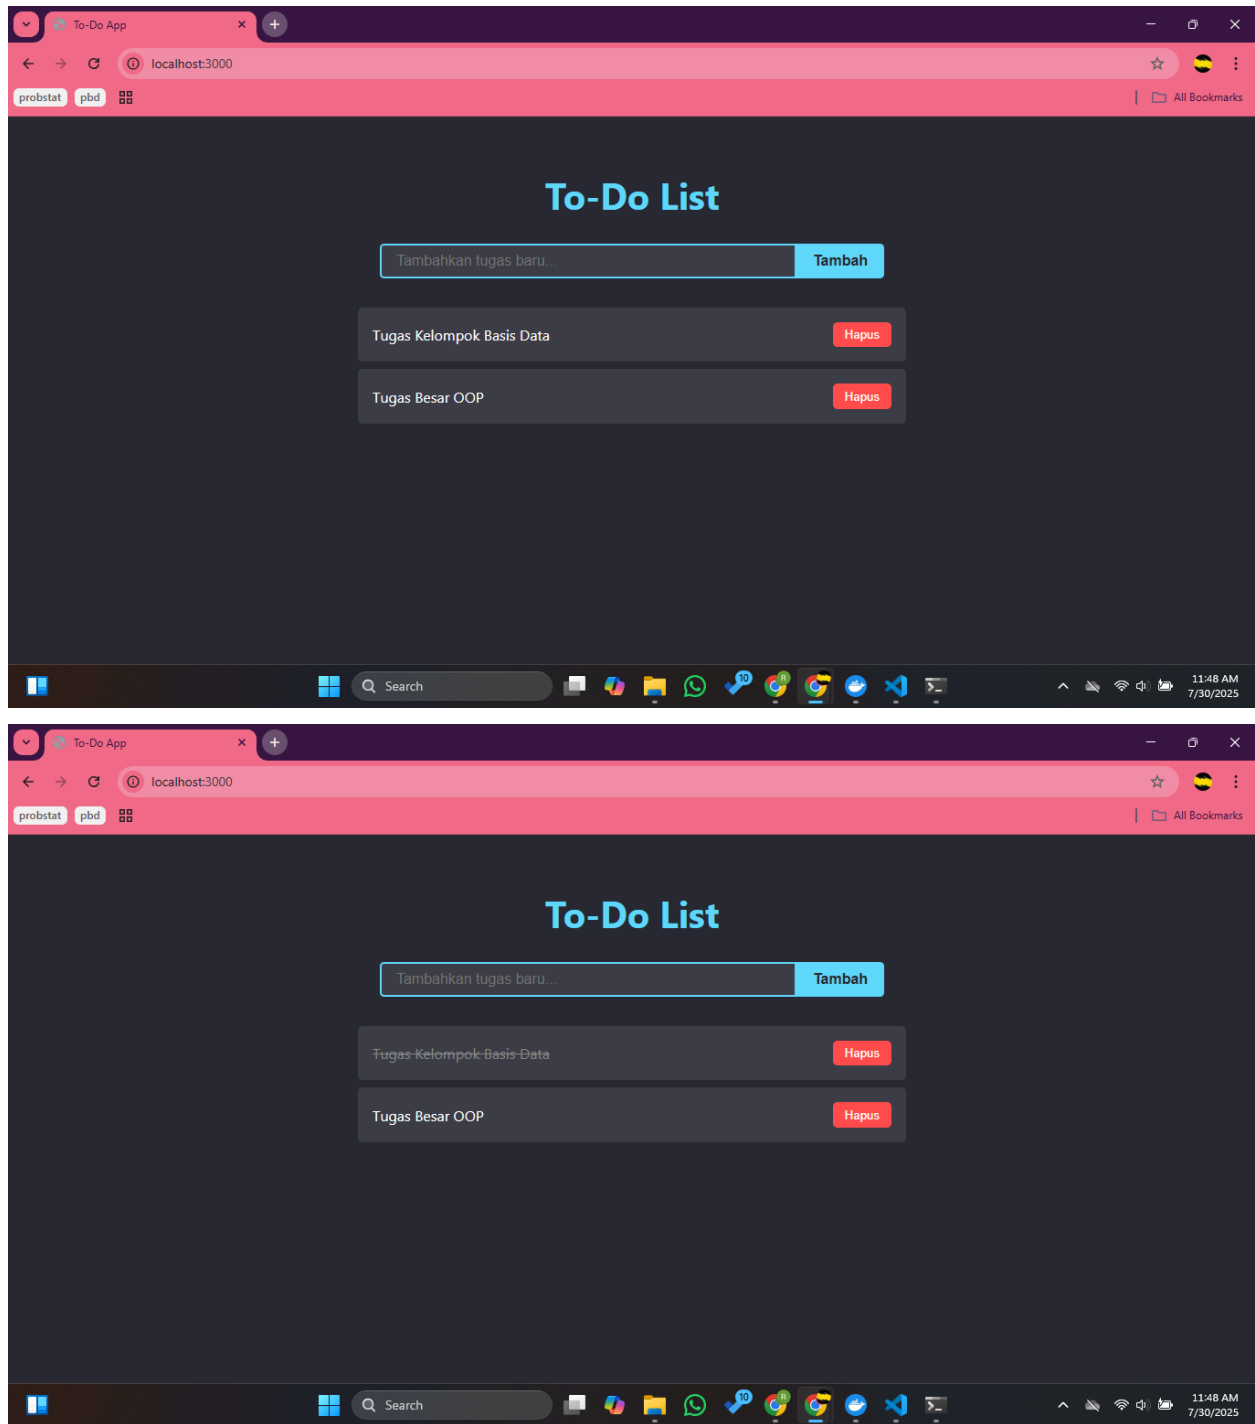 To-Do App
localhost:3000
probstat pbd All Bookmarks
To-Do List
Tambahkan tugas baru... Tambah
Tugas Kelompok Basis Data Hapus
Tugas Besar OOP Hapus
Search 10 R 11:48 AM
7/30/2025
To-Do App
localhost:3000
probstat pbd All Bookmarks
To-Do List
Tambahkan tugas baru... Tambah
Tugas Kelompok Basis Data Hapus
Tugas Besar OOP Hapus
Search 10 R 11:48 AM
7/30/2025